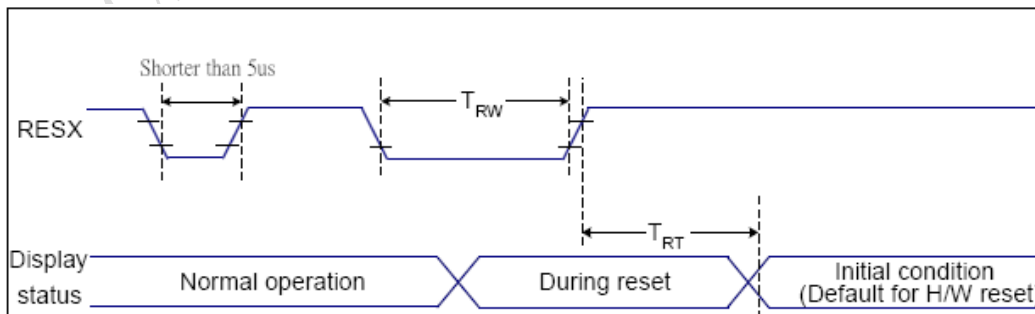 Shorter than 5us
TRW
RESX
TRT
Display
status
Normal operation
During reset
Initial condition
(Default for H/W reset